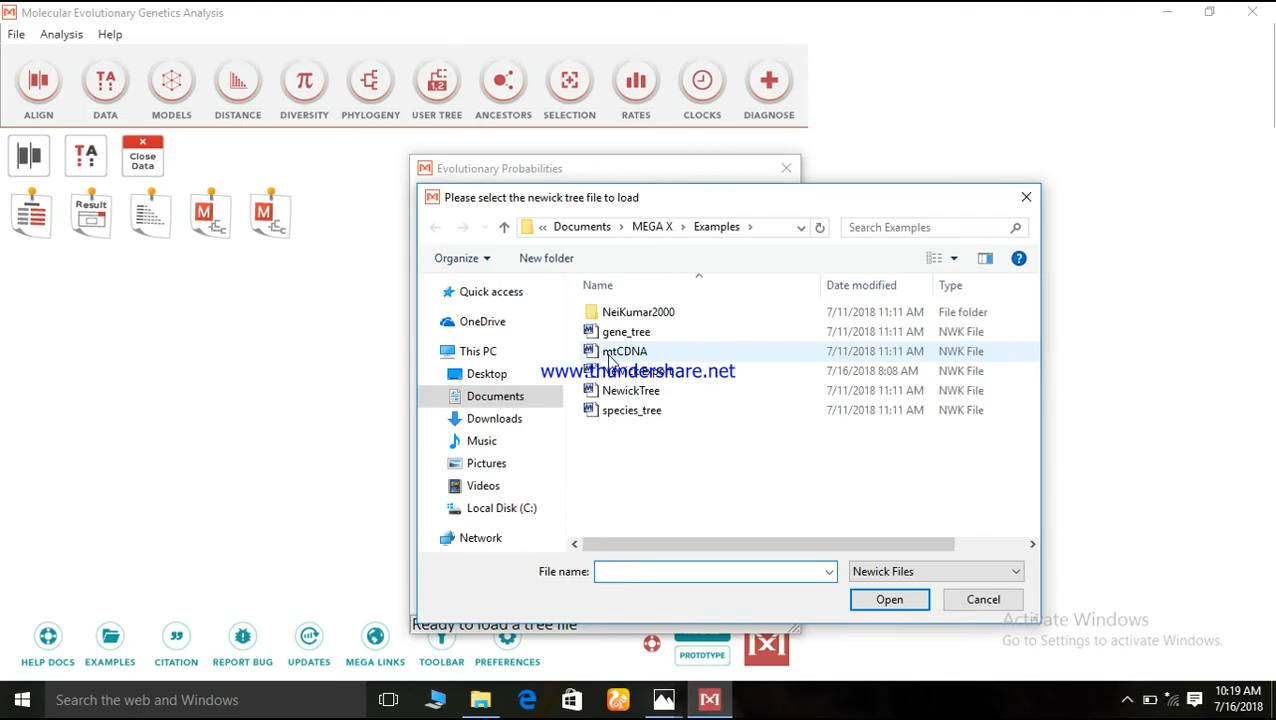 Molecular Evolutionary Genetics Analysis
File Analysis Help
ALIGN DATA MODELS DISTANCE DIVERSITY PHYLOGENY USER TREE ANCESTORS SELECTION RATES CLOCKS DIAGNOSE
TA
Close
Data
Result
Evolutionary Probabilities
Please select the newick tree file to load
« Documents > MEGA X > Examples >
Search Examples
Organize
New folder
Name Date modified Type
Quick access
OneDrive
This PC
Desktop
Documents
Downloads
Music
Pictures
Videos
Local Disk (C:)
Network
NeiKumar2000 7/11/2018 11:11 AM File folder
gene_tree 7/11/2018 11:11 AM NWK File
mtCDNA 7/11/2018 11:11 AM NWK File
7/16/2018 8:08 AM NWK File
www.thundershare.net
NewickTree 7/11/2018 11:11 AM NWK File
species_tree 7/11/2018 11:11 AM NWK File
File name:
Newick Files
Open Cancel
Ready to load a tree file
Activate Windows
Go to Settings to activate Windows.
HELP DOCS EXAMPLES CITATION REPORT BUG UPDATES MEGA LINKS TOOLBAR PREFERENCES
PROTOTYPE
Search the web and Windows
10:19 AM
7/16/2018